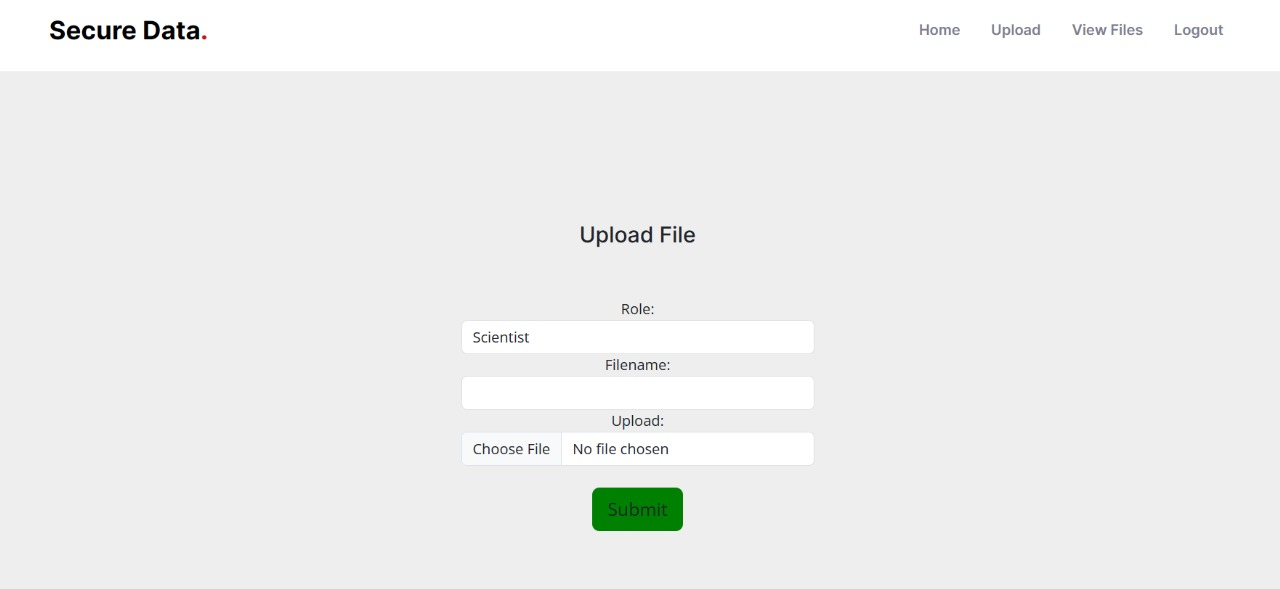 Secure Data.
Home Upload View Files Logout
Upload File
Role:
Scientist
Filename:
Upload:
Choose File No file chosen
Submit